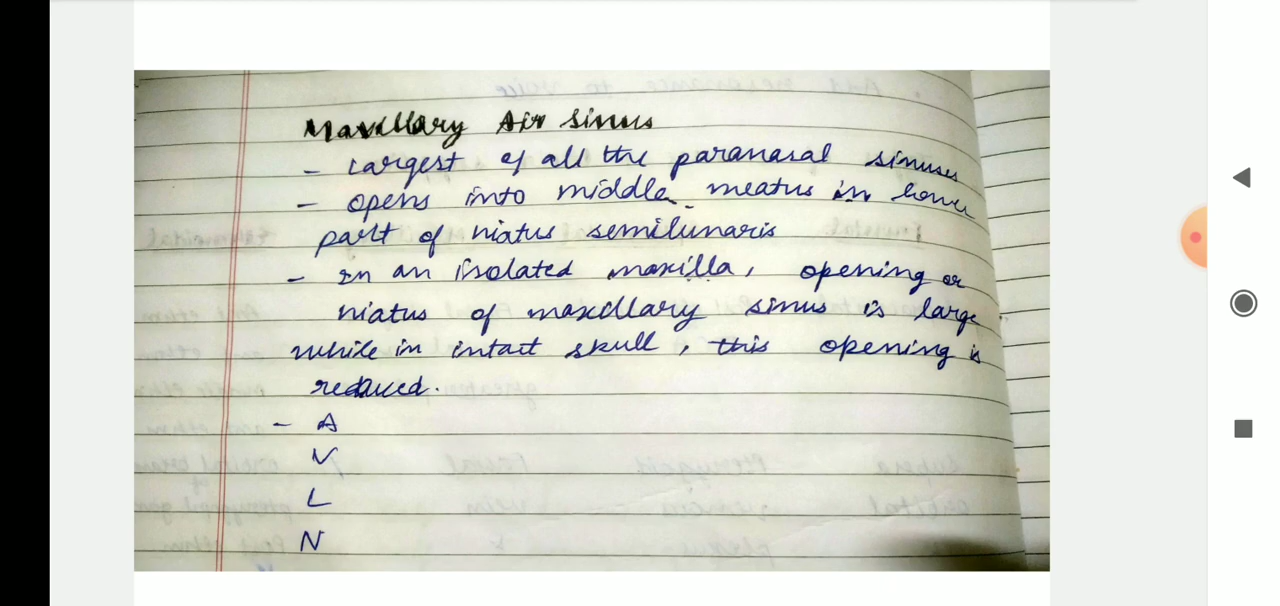 Maxillary Air sinus
- Largest of all the paranasal sinuses
- opens into middle meatus in lower
part of hiatus semilunaris
- In an isolated maxilla, opening or
hiatus of maxillary sinus is large
while in intact skull, this opening is
reduced.
- A
V
L
N